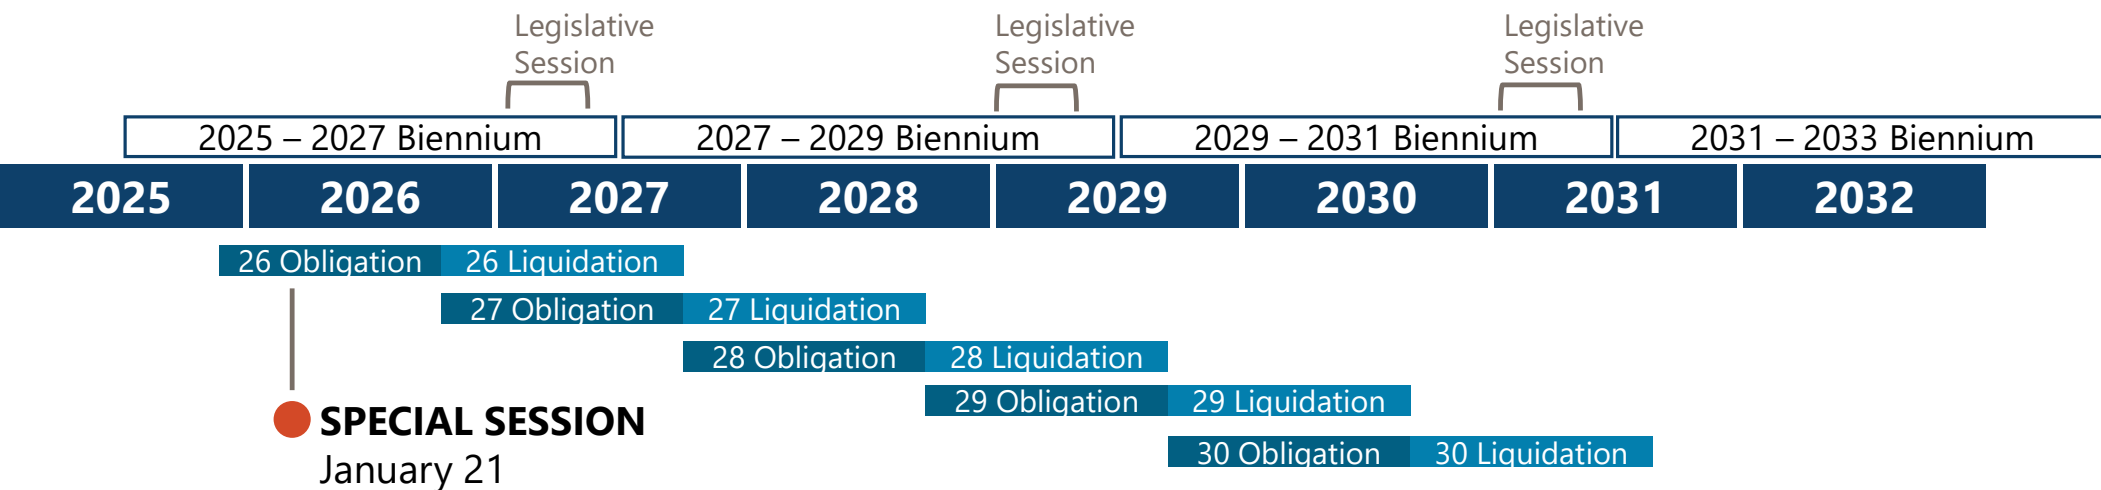 Legislative
Session
Legislative
Session
Legislative
Session
2025 – 2027 Biennium
2027 – 2029 Biennium
2029 – 2031 Biennium
2031 – 2033 Biennium
2025
2026
2027
2028
2029
2030
2031
2032
26 Obligation
26 Liquidation
27 Obligation
27 Liquidation
28 Obligation
28 Liquidation
29 Obligation
29 Liquidation
SPECIAL SESSION
30 Obligation
30 Liquidation
January 21